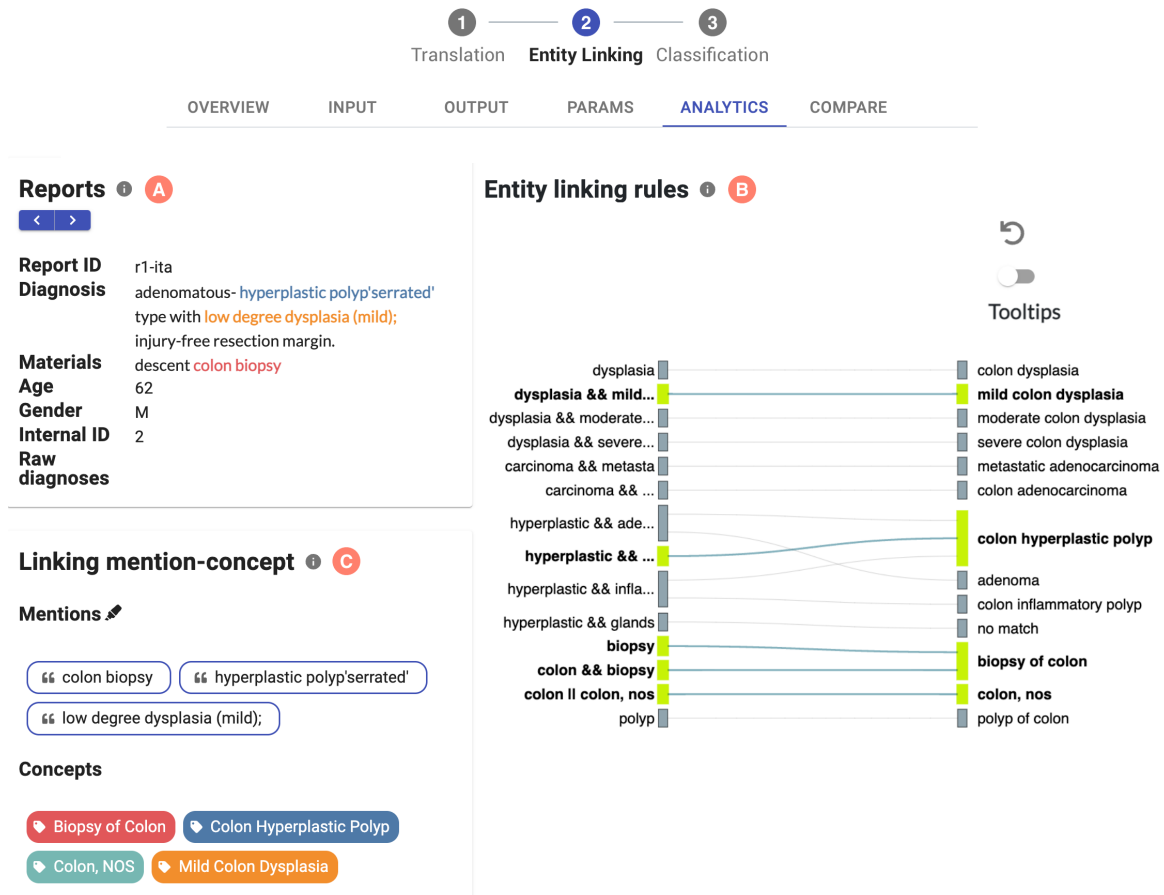 1 2 3
Translation Entity Linking Classification
OVERVIEW INPUT OUTPUT PARAMS ANALYTICS COMPARE
Reports i A
Report ID r1-ita
Diagnosis adenomatous- hyperplastic polyp'serrated'
type with low degree dysplasia (mild);
injury-free resection margin.
Materials descent colon biopsy
Age 62
Gender M
Internal ID 2
Raw
diagnoses
Linking mention-concept i C
Mentions
❝ colon biopsy ❝ hyperplastic polyp'serrated'
❝ low degree dysplasia (mild);
Concepts
Biopsy of Colon Colon Hyperplastic Polyp
Colon, NOS Mild Colon Dysplasia
Entity linking rules i B
Tooltips
dysplasia colon dysplasia
dysplasia && mild... mild colon dysplasia
dysplasia && moderate... moderate colon dysplasia
dysplasia && severe... severe colon dysplasia
carcinoma && metasta metastatic adenocarcinoma
carcinoma && ... colon adenocarcinoma
hyperplastic && ade...
colon hyperplastic polyp
hyperplastic && ...
adenoma
hyperplastic && infla...
colon inflammatory polyp
hyperplastic && glands no match
biopsy
biopsy of colon
colon && biopsy
colon ll colon, nos colon, nos
polyp polyp of colon